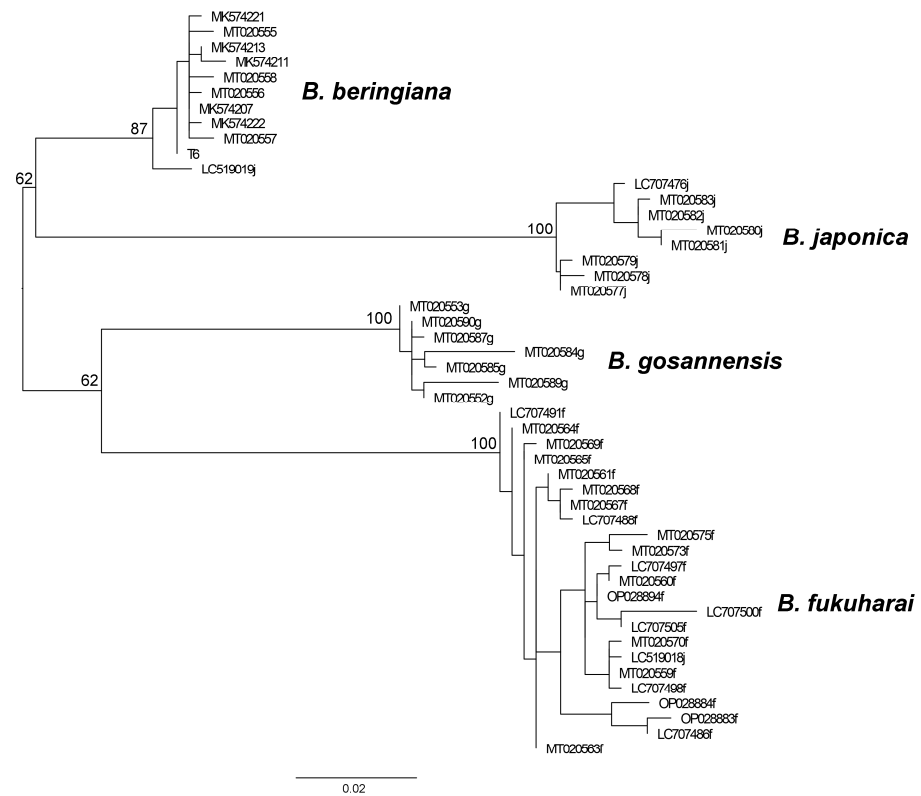 MK574221
MT020555
MK574213
MK574211
MT020558
MT020556
MK574207
MK574222
MT020557
T6
LC519019j
B. beringiana
87
62
LC707476j
MT020583j
MT020582j
MT020580j
MT020581j
MT020579j
MT020578j
MT020577j
B. japonica
100
MT020553g
MT020590g
MT020587g
MT020584g
MT020585g
MT020589g
MT020552g
B. gosannensis
100
62
LC707491f
MT020564f
MT020569f
MT020565f
MT020561f
MT020568f
MT020567f
LC707488f
MT020575f
MT020573f
LC707497f
MT020560f
OP028894f
LC707500f
LC707505f
MT020570f
LC519018j
MT020559f
LC707498f
OP028884f
OP028883f
LC707486f
MT020563f
B. fukuharai
100
0.02